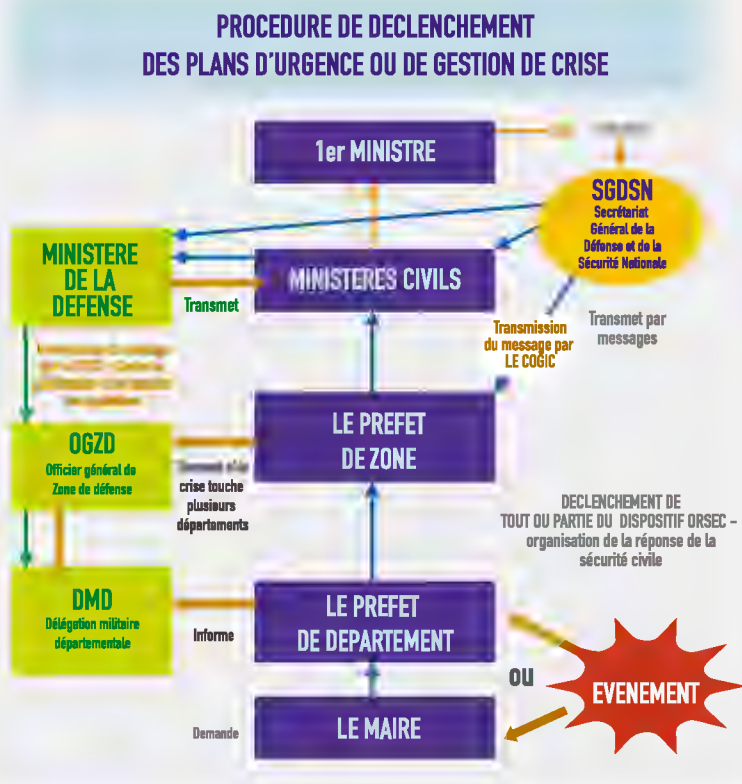 PROCEDURE DE DECLENCHEMENT
DES PLANS D'URGENCE OU DE GESTION DE CRISE
1er MINISTRE
SGDSN
Secrétariat
Général de la
Défense et de la
Sécurité Nationale
MINISTERE
DE LA
DEFENSE
Transmet
MINISTERES CIVILS
Transmission
du message par
LE COGIC
Transmet par
messages
OGZD
Officier général de
Zone de défense
crise touche
plusieurs
départements
LE PREFET
DE ZONE
DECLENCHEMENT DE
TOUT OU PARTIE DU DISPOSITIF ORSEC –
organisation de la réponse de la
sécurité civile
DMD
Délégation militaire
départementale
Informe
LE PREFET
DE DEPARTEMENT
OU
EVENEMENT
Demande
LE MAIRE